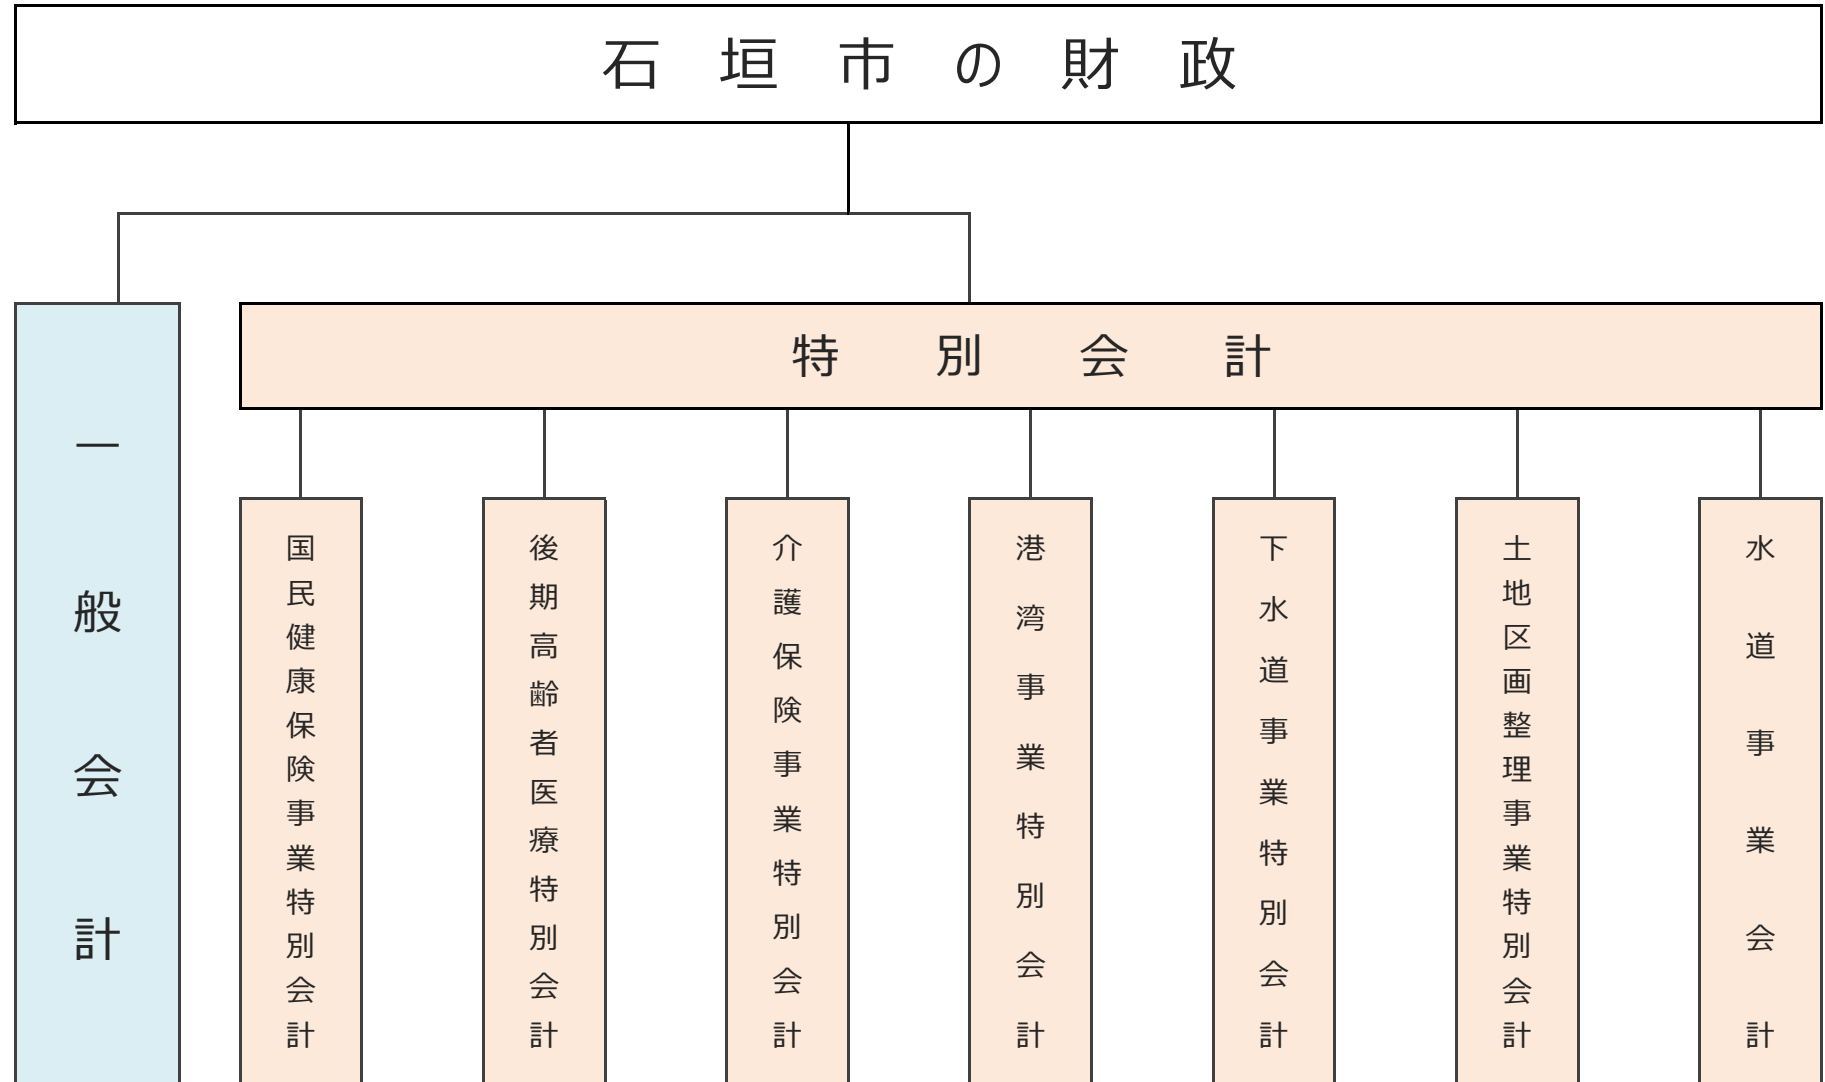 石垣市の財政
特別会計
一般会計
国民健康保険事業特別会計
後期高齢者医療特別会計
介護保険事業特別会計
港湾事業特別会計
下水道事業特別会計
土地区画整理事業特別会計
水道事業会計